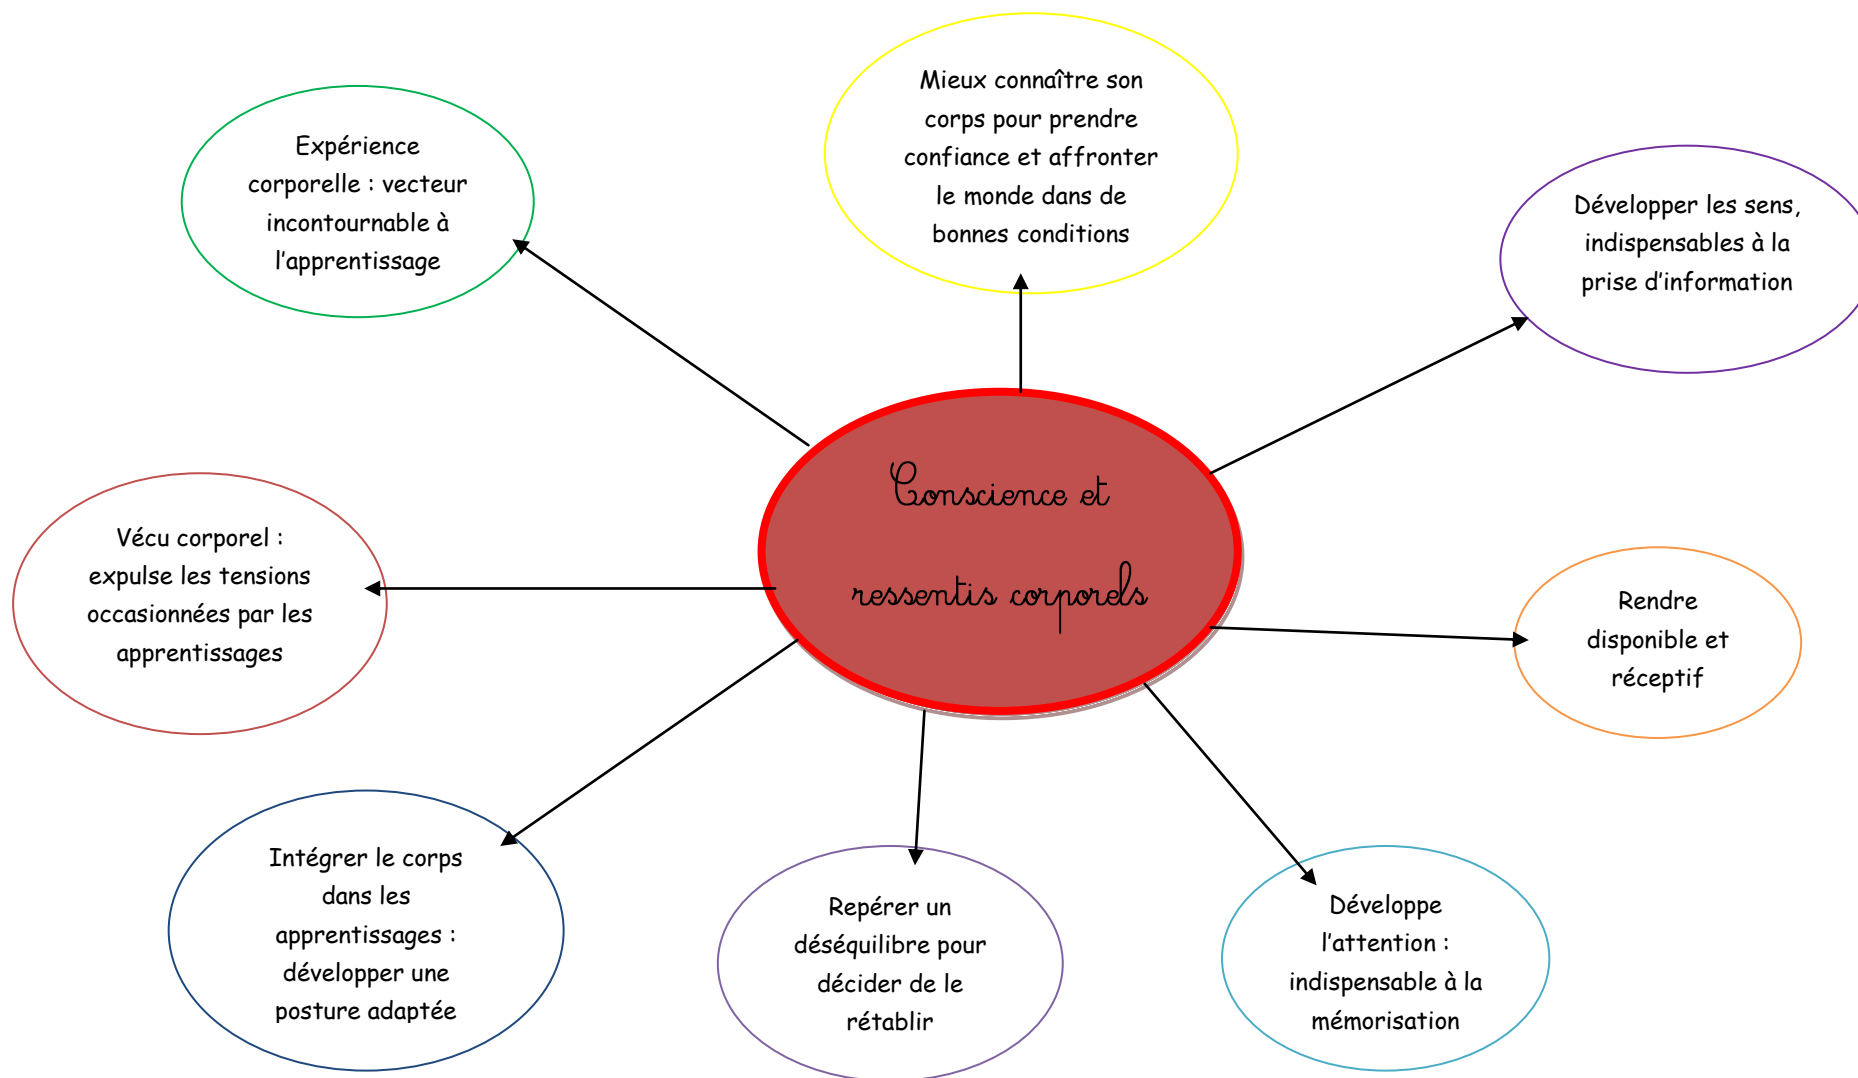 Mieux connaître son
corps pour prendre
confiance et affronter
le monde dans de
bonnes conditions
Expérience
corporelle : vecteur
incontournable à
l'apprentissage
Développer les sens,
indispensables à la
prise d'information
Conscience et
ressentis corporels
Vécu corporel :
expulse les tensions
occasionnées par les
apprentissages
Rendre
disponible et
réceptif
Intégrer le corps
dans les
apprentissages :
développer une
posture adaptée
Repérer un
déséquilibre pour
décider de le
rétablir
Développe
l'attention :
indispensable à la
mémorisation